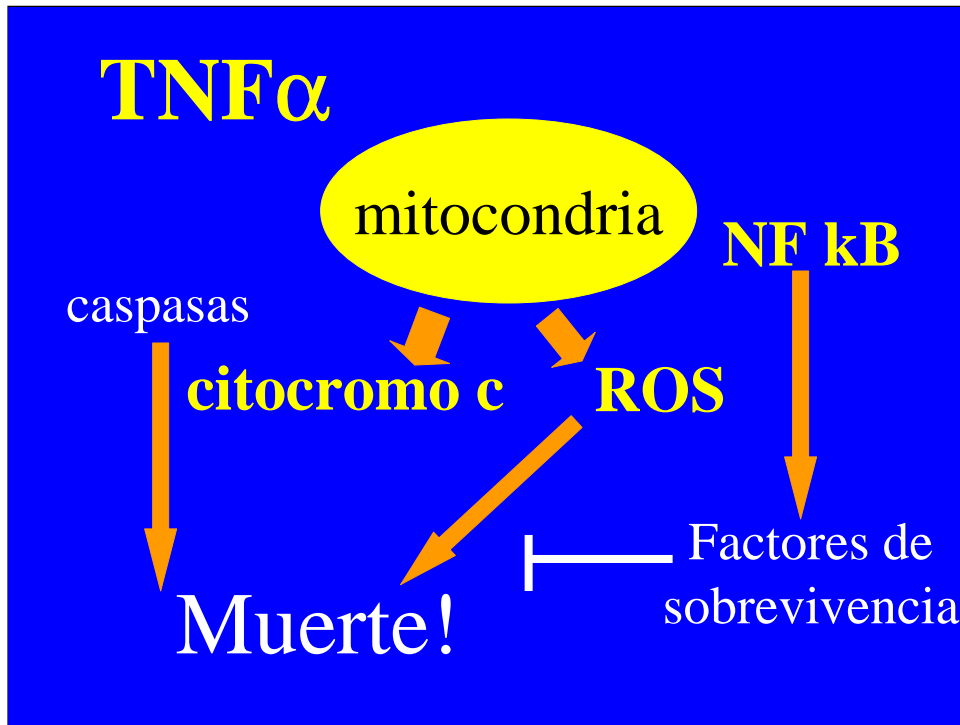 TNFα
mitocondria
NF kB
caspasas
citocromo c
ROS
Factores de
sobrevivencia
Muerte!